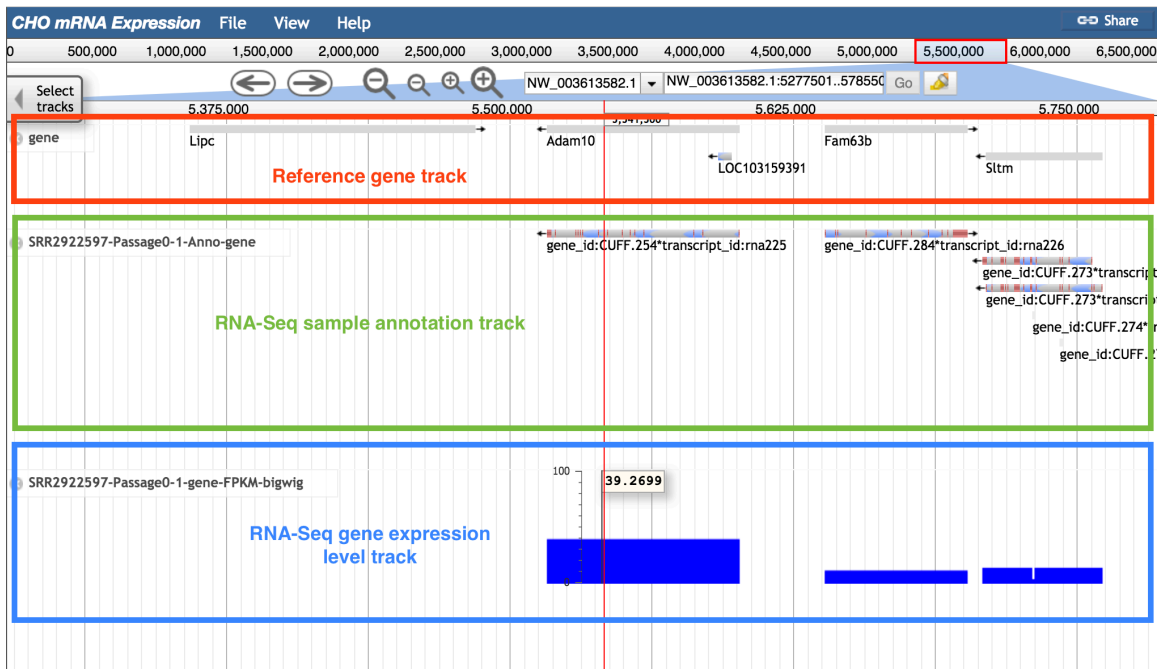 CHO mRNA Expression File View Help Share
0 500,000 1,000,000 1,500,000 2,000,000 2,500,000 3,000,000 3,500,000 4,000,000 4,500,000 5,000,000 5,500,000 6,000,000 6,500,000
Select
tracks
NW_003613582.1 NW_003613582.1:5277501..578550 Go
5,375,000 5,500,000 5,625,000 5,750,000
gene
Lipc Adam10 Fam63b
LOC103159391 Sltm
Reference gene track
SRR2922597-Passage0-1-Anno-gene
gene_id:CUFF.254*transcript_id:rna225 gene_id:CUFF.284*transcript_id:rna226
gene_id:CUFF.273*transcript
gene_id:CUFF.273*transcri
gene_id:CUFF.274*
gene_id:CUFF.
RNA-Seq sample annotation track
SRR2922597-Passage0-1-gene-FPKM-bigwig
100
39.2699
0
RNA-Seq gene expression
level track